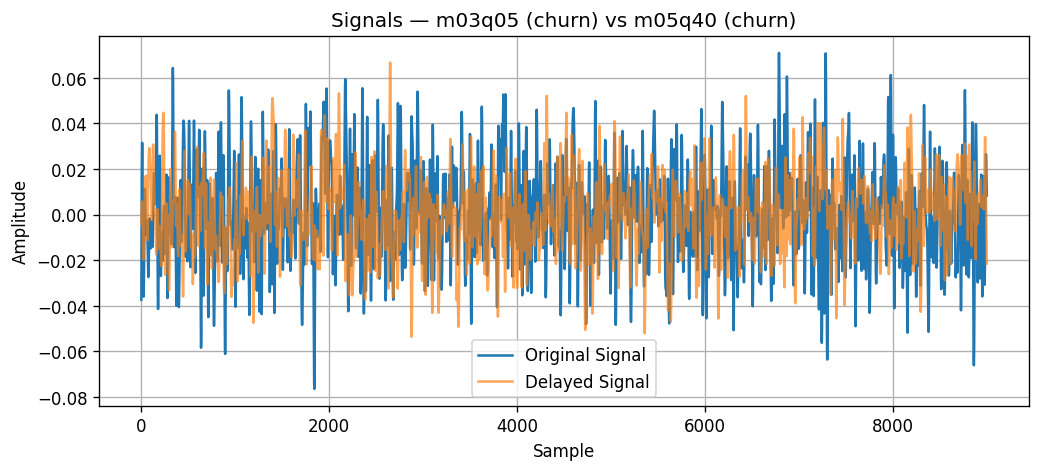 Signals — m03q05 (churn) vs m05q40 (churn)
Amplitude
0.06
0.04
0.02
0.00
−0.02
−0.04
−0.06
−0.08
Original Signal
Delayed Signal
0 2000 4000 6000 8000
Sample